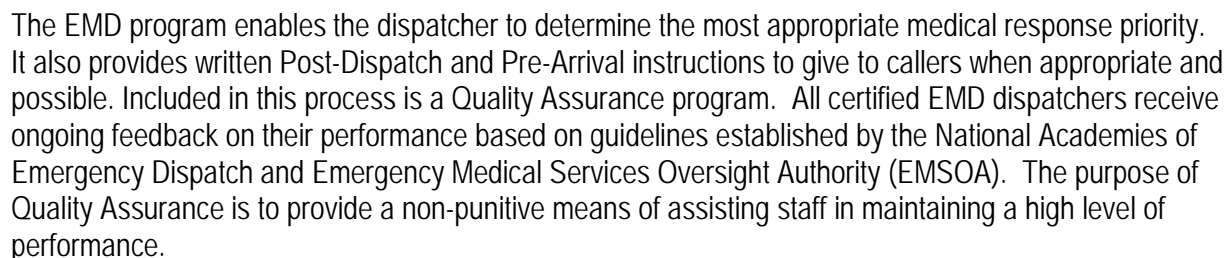 The EMD program enables the dispatcher to determine the most appropriate medical response priority.
It also provides written Post-Dispatch and Pre-Arrival instructions to give to callers when appropriate and
possible. Included in this process is a Quality Assurance program.  All certified EMD dispatchers receive
ongoing feedback on their performance based on guidelines established by the National Academies of
Emergency Dispatch and Emergency Medical Services Oversight Authority (EMSOA).  The purpose of
Quality Assurance is to provide a non-punitive means of assisting staff in maintaining a high level of
performance.